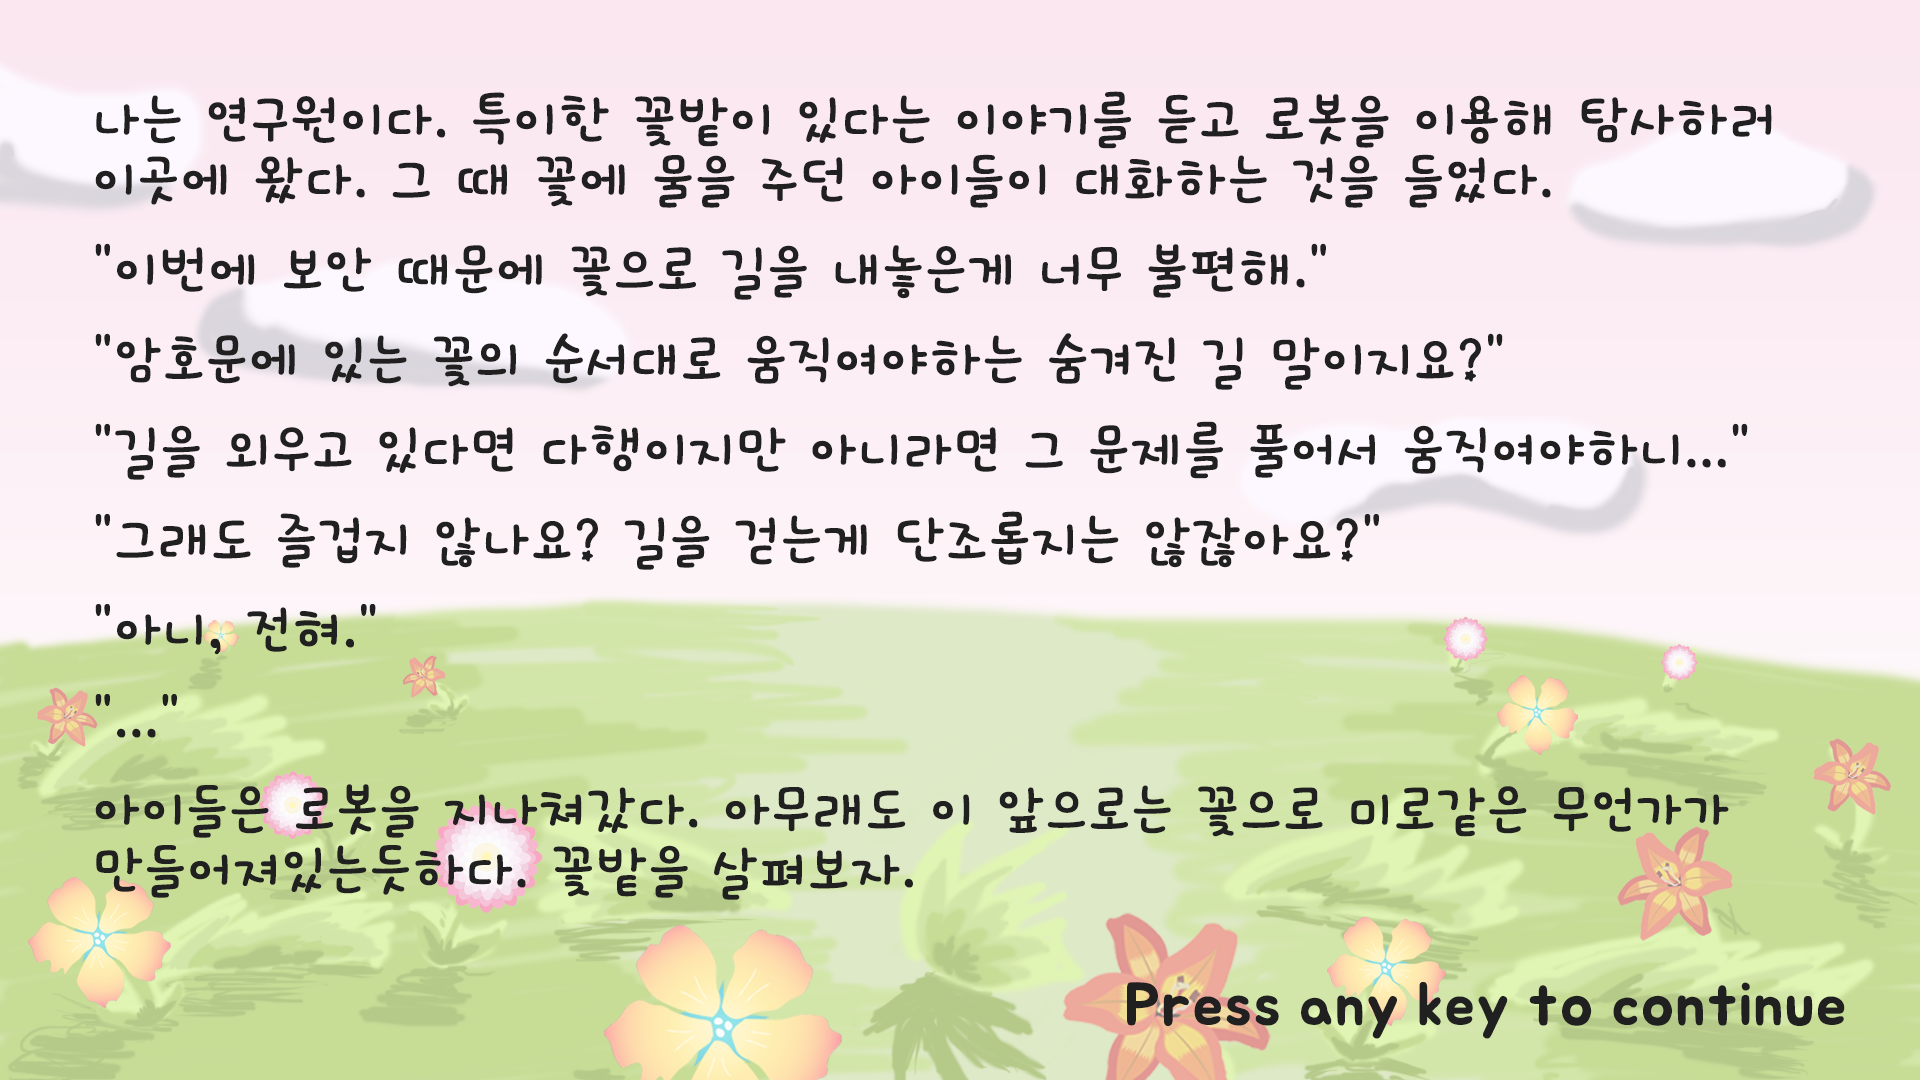 나는 연구원이다. 특이한 꽃밭이 있다는 이야기를 듣고 로봇을 이용해 탐사하러
이곳에 왔다. 그 때 꽃에 물을 주던 아이들이 대화하는 것을 들었다.
"이번에 보안 때문에 꽃으로 길을 내놓은게 너무 불편해."
"암호문에 있는 꽃의 순서대로 움직여야하는 숨겨진 길 말이지요?"
"길을 외우고 있다면 다행이지만 아니라면 그 문제를 풀어서 움직여야하니..."
"그래도 즐겁지 않나요? 길을 걷는게 단조롭지는 않잖아요?"
"아니, 전혀."
"..."
아이들은 로봇을 지나쳐갔다. 아무래도 이 앞으로는 꽃으로 미로같은 무언가가
만들어져있는듯하다. 꽃밭을 살펴보자.
Press any key to continue